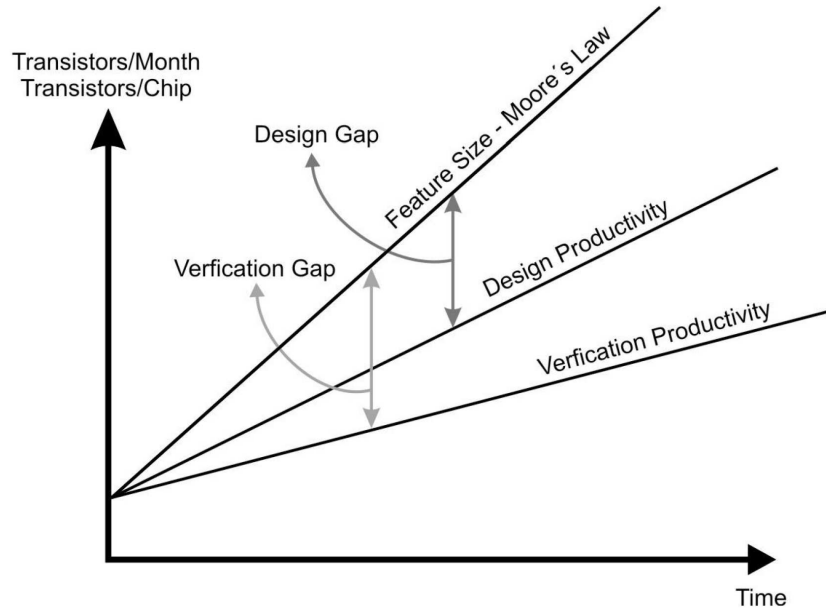 Transistors/Month
Transistors/Chip
Design Gap
Feature Size - Moore´s Law
Verfication Gap
Design Productivity
Verfication Productivity
Time